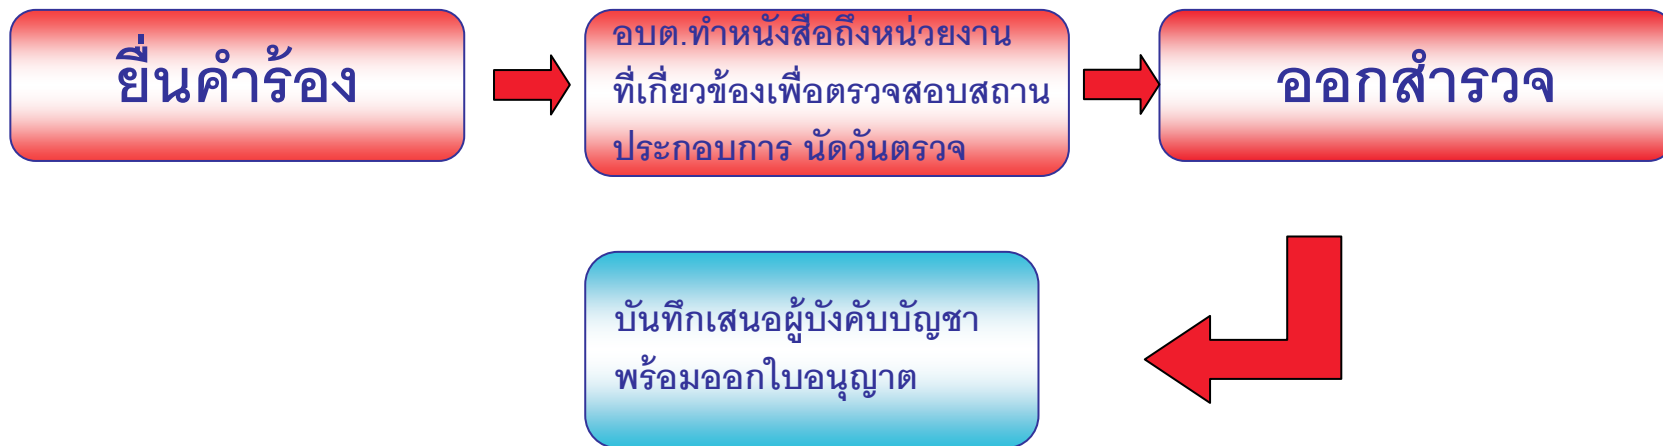 ยื่นคำร้อง
อบต.ทำหนังสือถึงหน่วยงาน
ที่เกี่ยวข้องเพื่อตรวจสอบสถาน
ประกอบการ นัดวันตรวจ
ออกสำรวจ
บันทึกเสนอผู้บังคับบัญชา
พร้อมออกใบอนุญาต